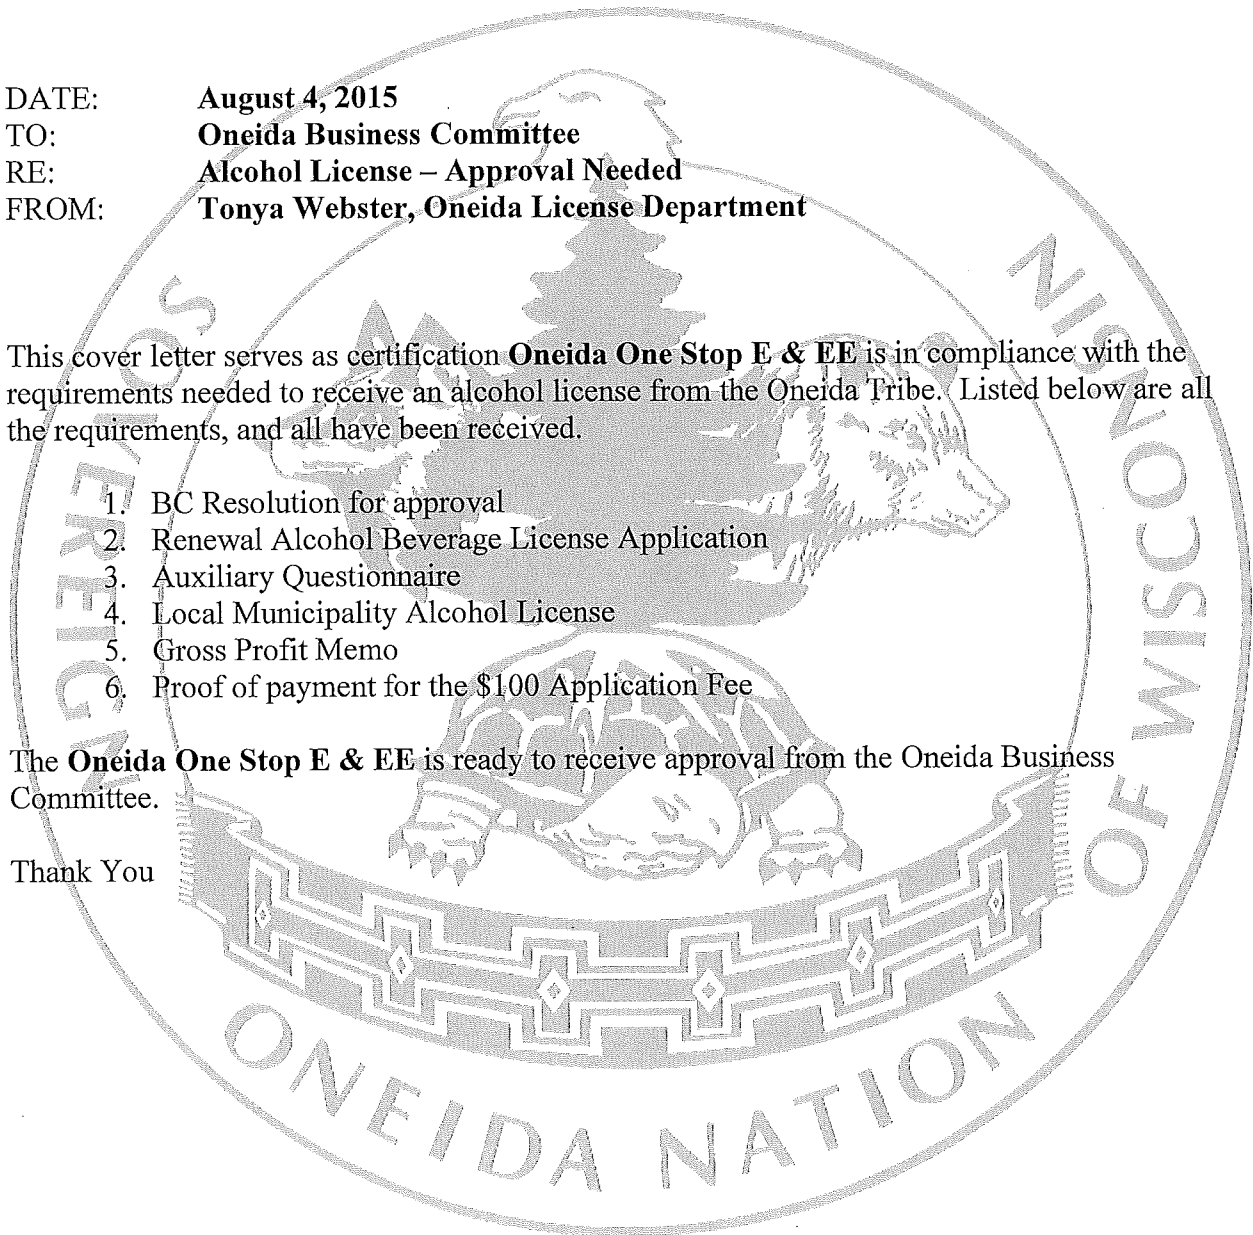 DATE: August 4, 2015
TO: Oneida Business Committee
RE: Alcohol License – Approval Needed
FROM: Tonya Webster, Oneida License Department
This cover letter serves as certification Oneida One Stop E & EE is in compliance with the
requirements needed to receive an alcohol license from the Oneida Tribe. Listed below are all
the requirements, and all have been received.
1. BC Resolution for approval
2. Renewal Alcohol Beverage License Application
3. Auxiliary Questionnaire
4. Local Municipality Alcohol License
5. Gross Profit Memo
6. Proof of payment for the $100 Application Fee
The Oneida One Stop E & EE is ready to receive approval from the Oneida Business
Committee.
Thank You
SOVEREIGN
ONEIDA NATION
OF WISCONSIN